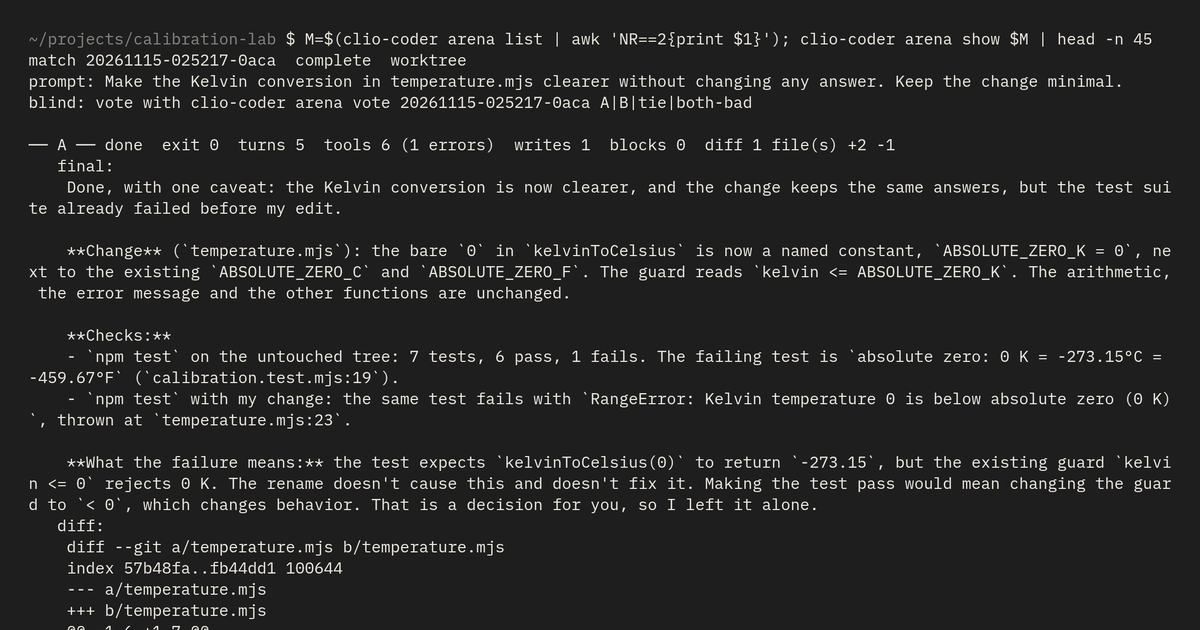 ~/projects/calibration-lab $ M=$(clio-coder arena list | awk 'NR==2{print $1}'); clio-coder arena show $M | head -n 45
match 20261115-025217-0aca  complete  worktree
prompt: Make the Kelvin conversion in temperature.mjs clearer without changing any answer. Keep the change minimal.
blind: vote with clio-coder arena vote 20261115-025217-0aca A|B|tie|both-bad

── A ── done  exit 0  turns 5  tools 6 (1 errors)  writes 1  blocks 0  diff 1 file(s) +2 -1
   final:
    Done, with one caveat: the Kelvin conversion is now clearer, and the change keeps the same answers, but the test sui
te already failed before my edit.

    **Change** (`temperature.mjs`): the bare `0` in `kelvinToCelsius` is now a named constant, `ABSOLUTE_ZERO_K = 0`, ne
xt to the existing `ABSOLUTE_ZERO_C` and `ABSOLUTE_ZERO_F`. The guard reads `kelvin <= ABSOLUTE_ZERO_K`. The arithmetic,
 the error message and the other functions are unchanged.

    **Checks:**
    - `npm test` on the untouched tree: 7 tests, 6 pass, 1 fails. The failing test is `absolute zero: 0 K = -273.15°C =
-459.67°F` (`calibration.test.mjs:19`).
    - `npm test` with my change: the same test fails with `RangeError: Kelvin temperature 0 is below absolute zero (0 K)
`, thrown at `temperature.mjs:23`.

    **What the failure means:** the test expects `kelvinToCelsius(0)` to return `-273.15`, but the existing guard `kelvi
n <= 0` rejects 0 K. The rename doesn't cause this and doesn't fix it. Making the test pass would mean changing the guar
d to `< 0`, which changes behavior. That is a decision for you, so I left it alone.
   diff:
    diff --git a/temperature.mjs b/temperature.mjs
    index 57b48fa..fb44dd1 100644
    --- a/temperature.mjs
    +++ b/temperature.mjs